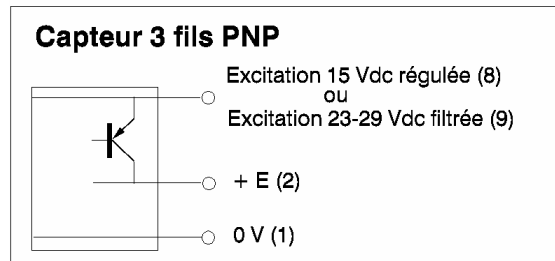 Capteur 3 fils PNP
Excitation 15 Vdc régulée (8)
ou
Excitation 23-29 Vdc filtrée (9)
+ E (2)
0 V (1)